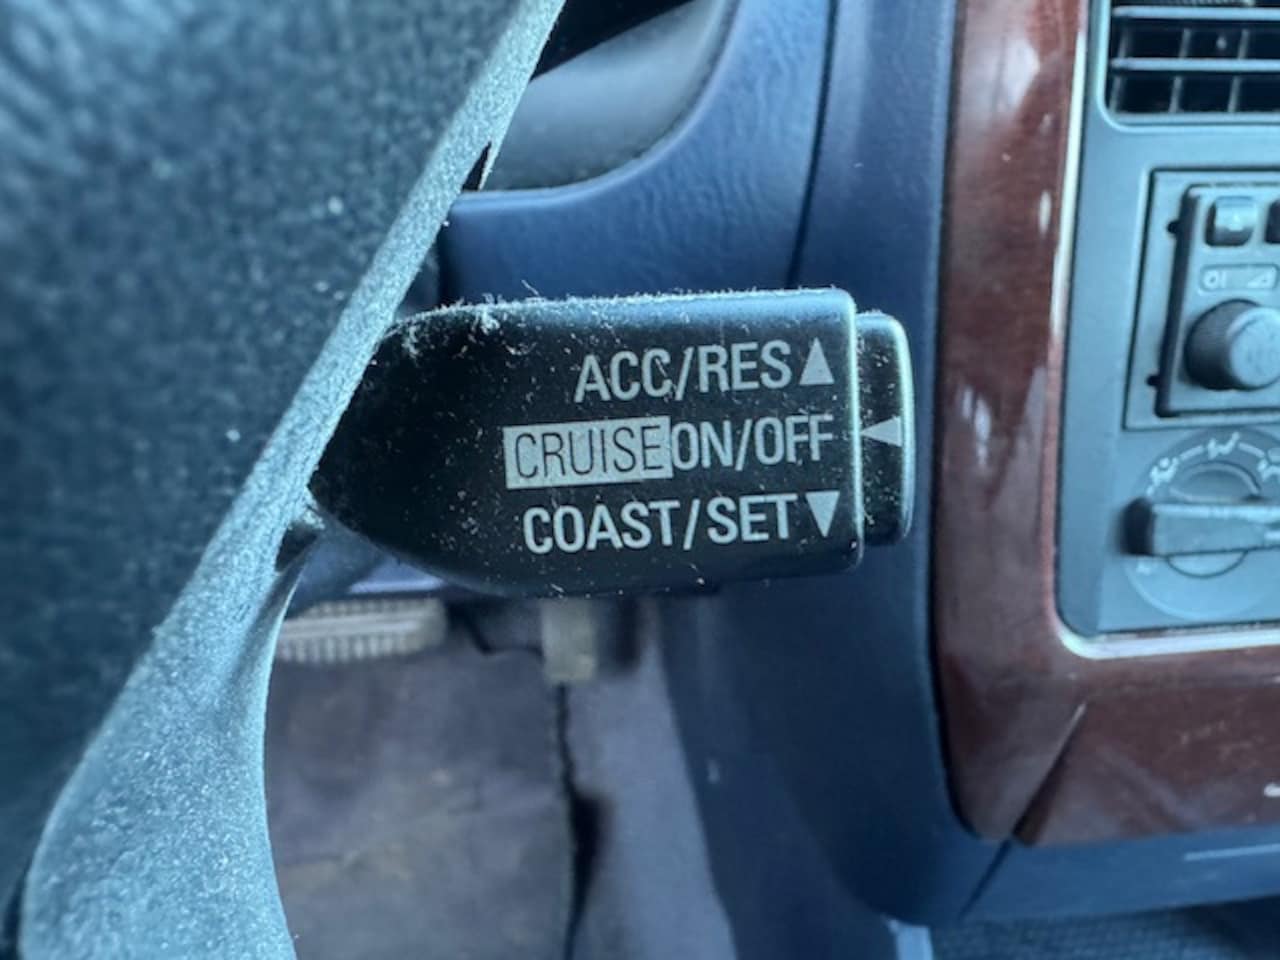 ACC/RES▲
CRUISE ON/OFF
COAST/SET▼